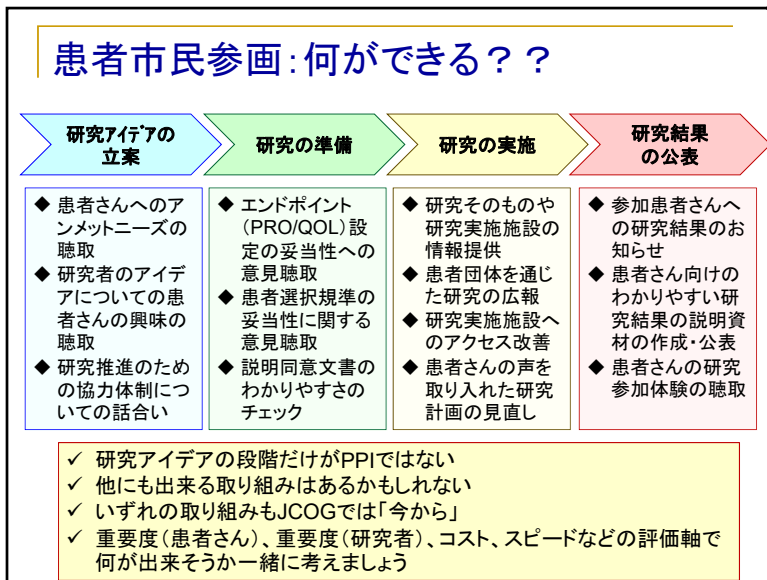 患者市民参画:何ができる??
研究アイデアの
立案
研究の準備
研究の実施
研究結果
の公表
◆ 患者さんへのア
ンメットニーズの
聴取
◆ 研究者のアイデ
アについての患
者さんの興味の
聴取
◆ 研究推進のため
の協力体制につ
いての話合い
◆ エンドポイント
(PRO/QOL)設
定の妥当性への
意見聴取
◆ 患者選択規準の
妥当性に関する
意見聴取
◆ 説明同意文書の
わかりやすさの
チェック
◆ 研究そのものや
研究実施施設の
情報提供
◆ 患者団体を通じ
た研究の広報
◆ 研究実施施設へ
のアクセス改善
◆ 患者さんの声を
取り入れた研究
計画の見直し
◆ 参加患者さんへ
の研究結果のお
知らせ
◆ 患者さん向けの
わかりやすい研
究結果の説明資
材の作成・公表
◆ 患者さんの研究
参加体験の聴取
✓ 研究アイデアの段階だけがPPIではない
✓ 他にも出来る取り組みはあるかもしれない
✓ いずれの取り組みもJCOGでは「今から」
✓ 重要度(患者さん)、重要度(研究者)、コスト、スピードなどの評価軸で
何が出来そうか一緒に考えましょう